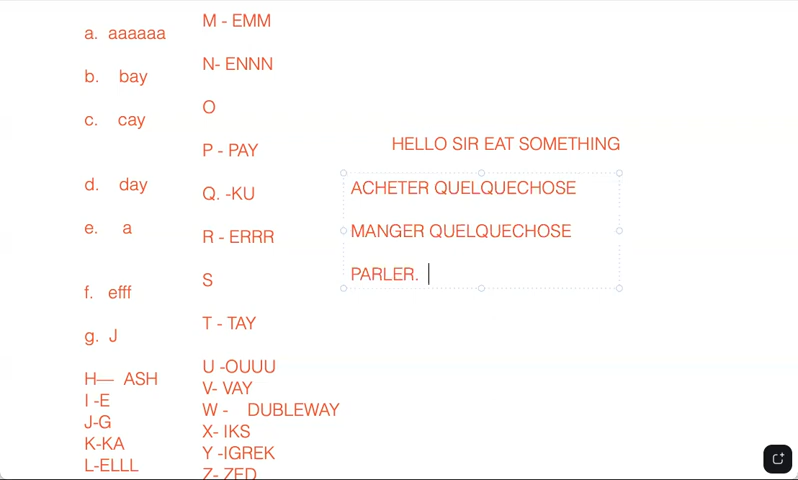 a. aaaaaa
b. bay
c. cay
d. day
e. a
f. efff
g. J
H— ASH
I -E
J-G
K-KA
L-ELLL
M - EMM
N- ENNN
O
P - PAY
Q. -KU
R - ERRR
S
T - TAY
U -OUUU
V- VAY
W - DUBLEWAY
X- IKS
Y -IGREK
Z- ZED
HELLO SIR EAT SOMETHING
ACHETER QUELQUECHOSE
MANGER QUELQUECHOSE
PARLER.